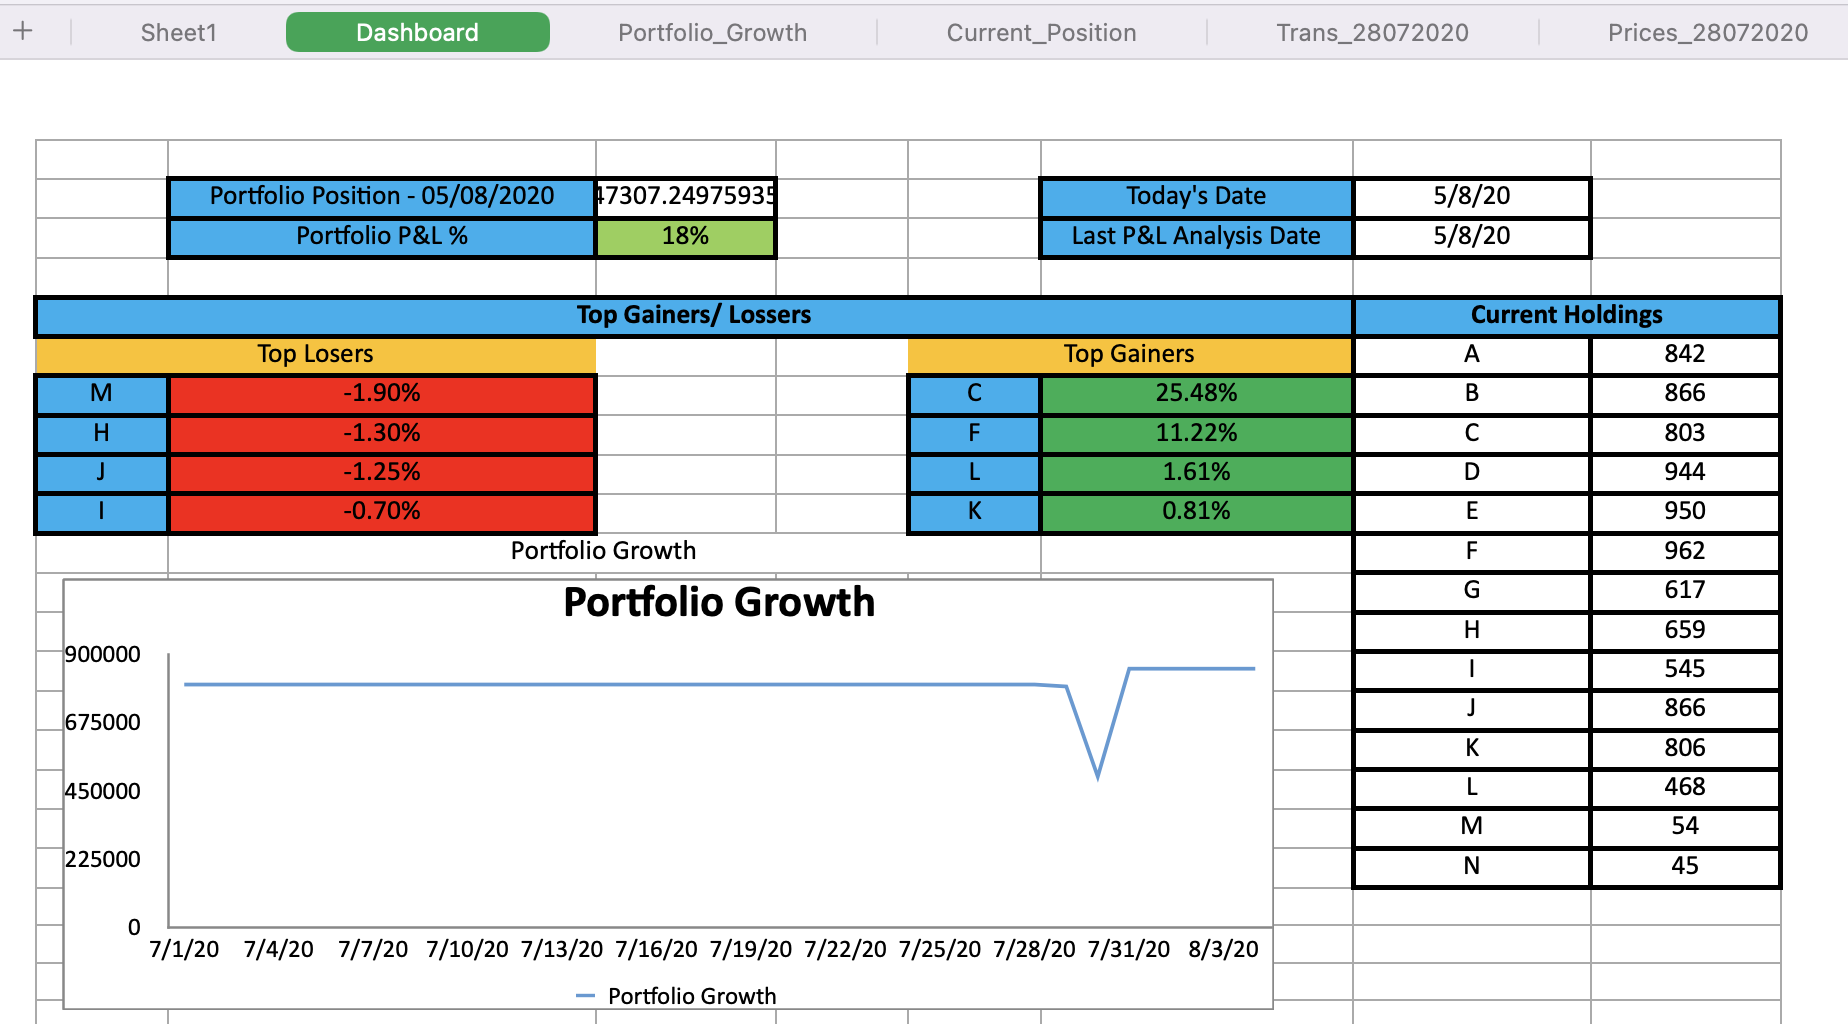 + Sheet1 Dashboard Portfolio_Growth Current_Position Trans_28072020 Prices_28072020
Portfolio Position - 05/08/2020 47307.24975935 Today's Date 5/8/20
Portfolio P&L % 18% Last P&L Analysis Date 5/8/20
Top Gainers/ Lossers Current Holdings
Top Losers Top Gainers A 842
M -1.90% C 25.48% B 866
H -1.30% F 11.22% C 803
J -1.25% L 1.61% D 944
I -0.70% K 0.81% E 950
Portfolio Growth F 962
G 617
H 659
I 545
J 866
K 806
L 468
M 54
N 45
Portfolio Growth
900000
675000
450000
225000
0
7/1/20 7/4/20 7/7/20 7/10/20 7/13/20 7/16/20 7/19/20 7/22/20 7/25/20 7/28/20 7/31/20 8/3/20
Portfolio Growth